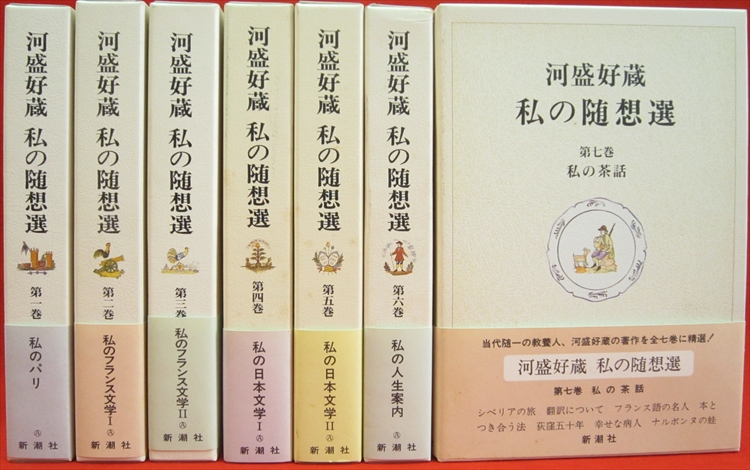 河盛好蔵 私の随想選
第一巻
私のパリ
新潮社
河盛好蔵 私の随想選
第二巻
私のフランス文学Ⅰ
新潮社
河盛好蔵 私の随想選
第三巻
私のフランス文学Ⅱ
新潮社
河盛好蔵 私の随想選
第四巻
私の日本文学Ⅰ
新潮社
河盛好蔵 私の随想選
第五巻
私の日本文学Ⅱ
新潮社
河盛好蔵 私の随想選
第六巻
私の人生案内
新潮社
河盛好蔵
私の随想選
第七巻
私の茶話
当代随一の教養人、河盛好蔵の著作を全七巻に精選!
河盛好蔵 私の随想選
第七巻 私の茶話
シベリアの旅 翻訳について フランス語の名人 本と
つき合う法 荻窪五十年 幸せな病人 ナルボンヌの蛙
新潮社